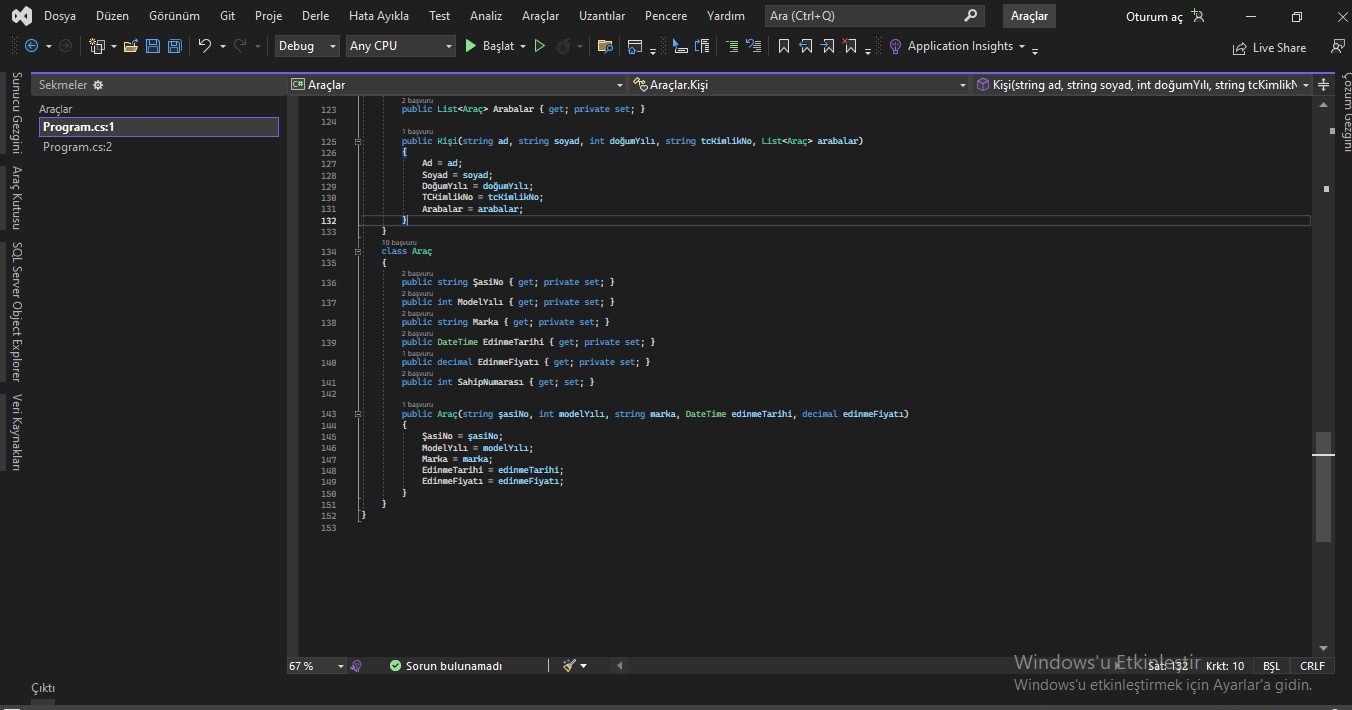 Dosya Düzen Görünüm Git Proje Derle Hata Ayıkla Test Analiz Araçlar Uzantılar Pencere Yardım Ara (Ctrl+Q) Araçlar Oturum aç
Debug Any CPU Başlat Application Insights Live Share
Sunucu Gezgini
Araç Kutusu
SQL Server Object Explorer
Veri Kaynakları
Sekmeler
Araçlar
Program.cs:1
Program.cs:2
C# Araçlar Araçlar.Kişi Kişi(string ad, string soyad, int doğumYılı, string tcKimlikN
Çözüm Gezgini
2 başvuru
123 public List<Araç> Arabalar { get; private set; }
124
1 başvuru
125 public Kişi(string ad, string soyad, int doğumYılı, string tcKimlikNo, List<Araç> arabalar)
126 {
127 Ad = ad;
128 Soyad = soyad;
129 DoğumYılı = doğumYılı;
130 TCKimlikNo = tcKimlikNo;
131 Arabalar = arabalar;
132 }
133 }
10 başvuru
134 class Araç
135 {
2 başvuru
136 public string ŞasiNo { get; private set; }
2 başvuru
137 public int ModelYılı { get; private set; }
2 başvuru
138 public string Marka { get; private set; }
2 başvuru
139 public DateTime EdinmeTarihi { get; private set; }
1 başvuru
140 public decimal EdinmeFiyatı { get; private set; }
2 başvuru
141 public int SahipNumarası { get; set; }
142
1 başvuru
143 public Araç(string şasiNo, int modelYılı, string marka, DateTime edinmeTarihi, decimal edinmeFiyatı)
144 {
145 ŞasiNo = şasiNo;
146 ModelYılı = modelYılı;
147 Marka = marka;
148 EdinmeTarihi = edinmeTarihi;
149 EdinmeFiyatı = edinmeFiyatı;
150 }
151 }
152 }
153
67 % Sorun bulunamadı Sat: 132 Krkt: 10 BŞL CRLF
Windows'u Etkinleştir
Windows'u etkinleştirmek için Ayarlar'a gidin.
Çıktı